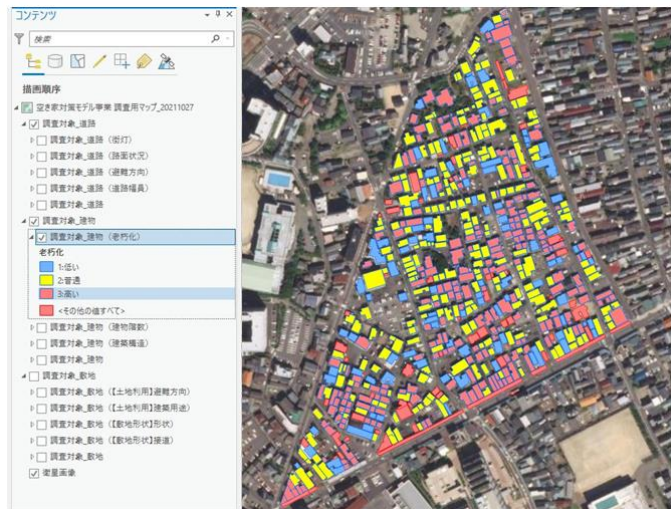 コンテンツ
検索
描画順序
空き家対策モデル事業 調査用マップ_20211027
調査対象_道路
調査対象_道路（街灯）
調査対象_道路（路面状況）
調査対象_道路（避難方向）
調査対象_道路（道路幅員）
調査対象_道路
調査対象_建物
調査対象_建物（老朽化）
老朽化
1:低い
2:普通
3:高い
<その他の値すべて>
調査対象_建物（建物階数）
調査対象_建物（建築構造）
調査対象_建物
調査対象_敷地
調査対象_敷地（【土地利用】避難方向）
調査対象_敷地（【土地利用】建築用途）
調査対象_敷地（【敷地形状】形状）
調査対象_敷地（【敷地形状】接道）
調査対象_敷地
衛星画像